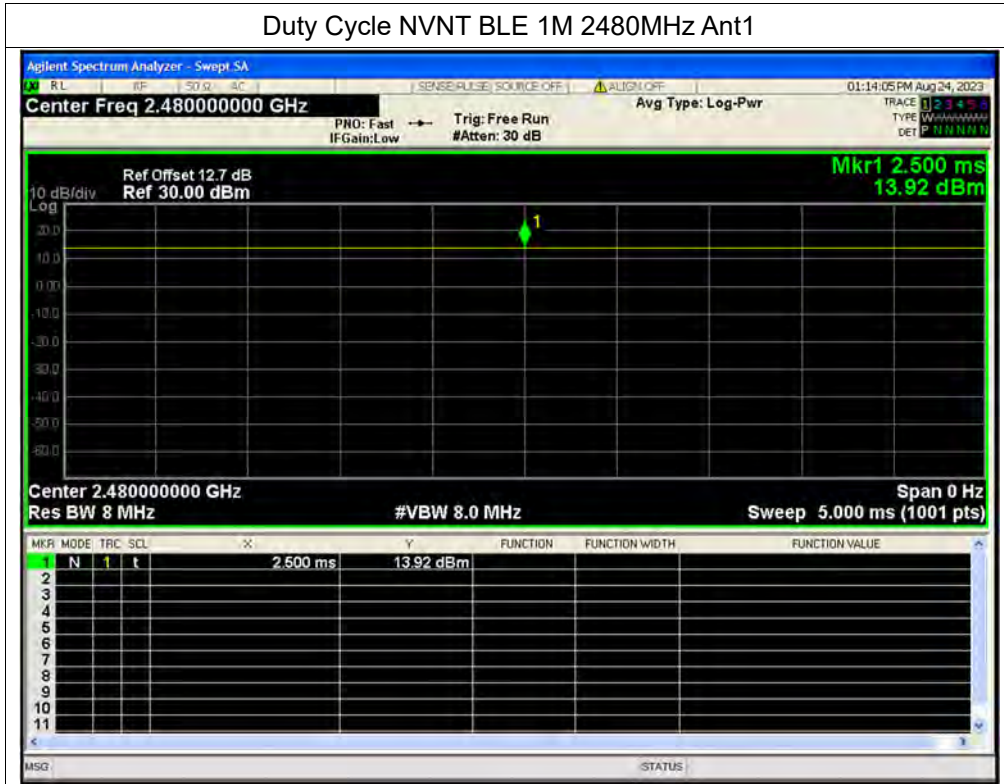 Duty Cycle NVNT BLE 1M 2480MHz Ant1
Agilent Spectrum Analyzer - Swept SA
RL RF 50 Ω AC SENSE:PULSE SOURCE OFF ALIGN OFF 01:14:05 PM Aug 24, 2023
Center Freq 2.480000000 GHz Avg Type: Log-Pwr TRACE 1 2 3 4 5 6
PNO: Fast Trig: Free Run TYPE W
IFGain:Low #Atten: 30 dB DET P N N N N N
Mkr1 2.500 ms
Ref Offset 12.7 dB
10 dB/div Ref 30.00 dBm 13.92 dBm
Log
20.0
1
10.0
0.00
-10.0
-20.0
-30.0
-40.0
-50.0
-60.0
Center 2.480000000 GHz Span 0 Hz
Res BW 8 MHz #VBW 8.0 MHz Sweep 5.000 ms (1001 pts)
MKR MODE TRC SCL X Y FUNCTION FUNCTION WIDTH FUNCTION VALUE
1 N 1 t 2.500 ms 13.92 dBm
2
3
4
5
6
7
8
9
10
11
MSG STATUS